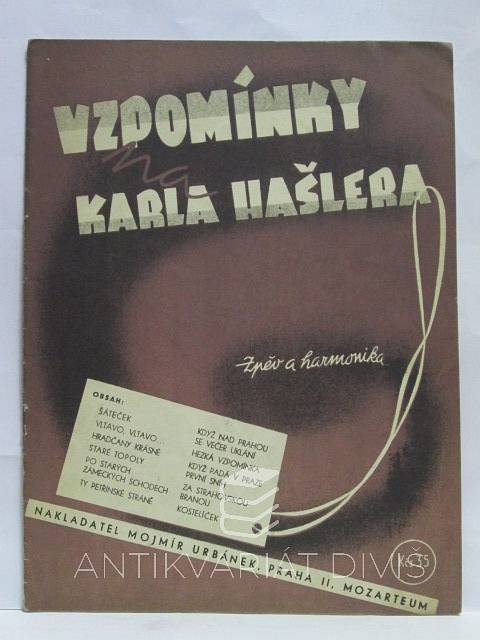 VZPOMÍNKY
na
KARLA HAŠLERA
Zpěv a harmonika
OBSAH:
ŠÁTEČEK
VLTAVO, VLTAVO...
HRADČANY KRÁSNÉ
STARÉ TOPOLY
PO STARÝCH
ZÁMECKÝCH SCHODECH
TY PETŘÍNSKÉ STRÁNĚ
KDYŽ NAD PRAHOU
SE VEČER UKLÁNÍ
HEZKÁ VZPOMÍNKA
KDYŽ PADÁ V PRAZE
PRVNÍ SNÍH
ZA STRAHOVSKOU
BRANOU
KOSTELÍČEK
NAKLADATEL MOJMÍR URBÁNEK, PRAHA II, MOZARTEUM
Kčs 35
ANTIKVARIÁT DIVIŠ